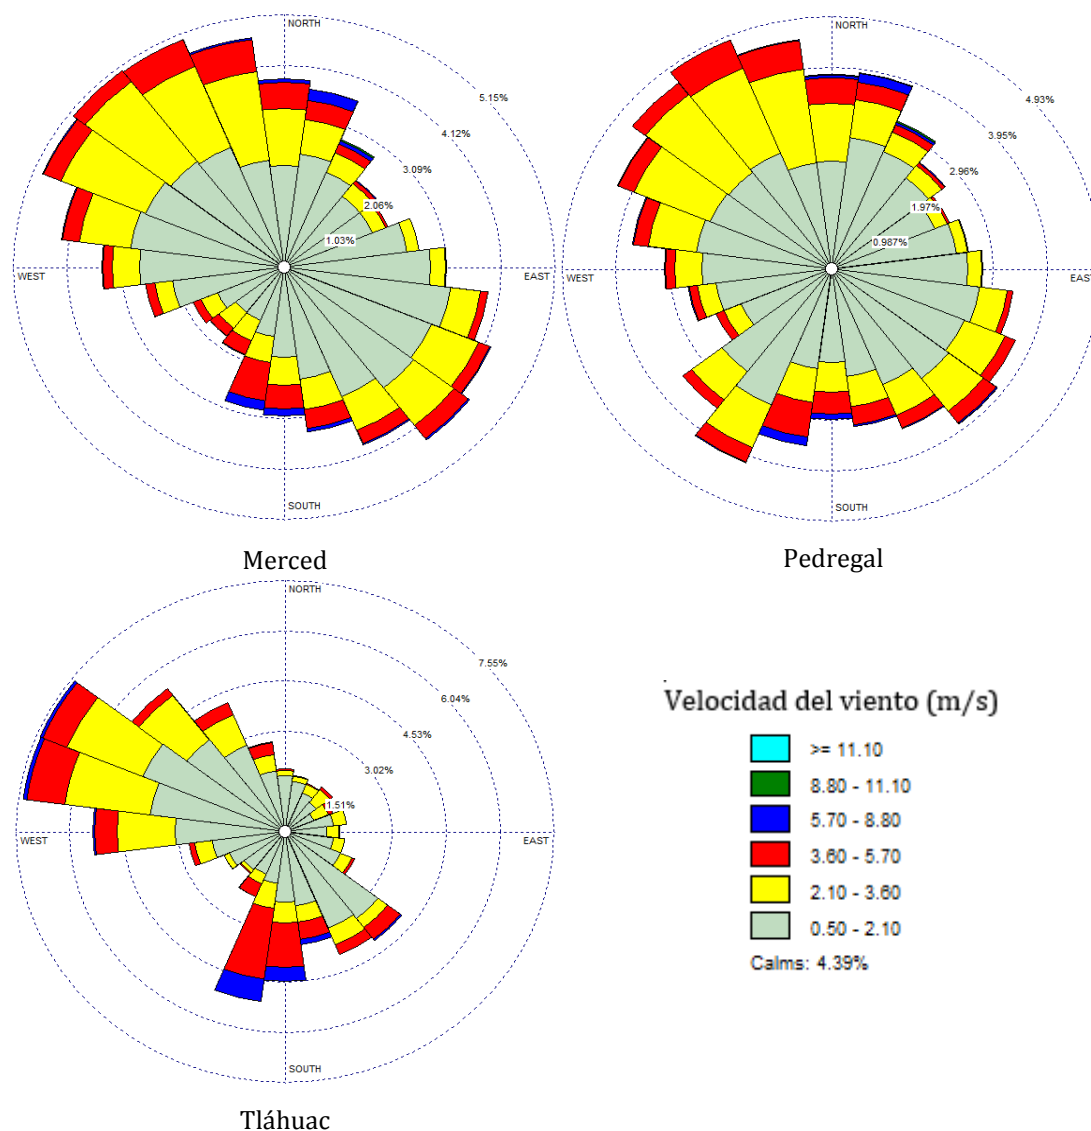 NORTH
5.15%
4.12%
3.09%
2.06%
1.03%
WEST
EAST
SOUTH
Merced
NORTH
4.93%
3.95%
2.96%
1.97%
0.987%
WEST
EAS
SOUTH
Pedregal
NORTH
7.55%
6.04%
4.53%
3.02%
1.51%
WEST
EAST
SOUTH
Tláhuac
Velocidad del viento (m/s)
>= 11.10
8.80 - 11.10
5.70 - 8.80
3.60 - 5.70
2.10 - 3.60
0.50 - 2.10
Calms: 4.39%